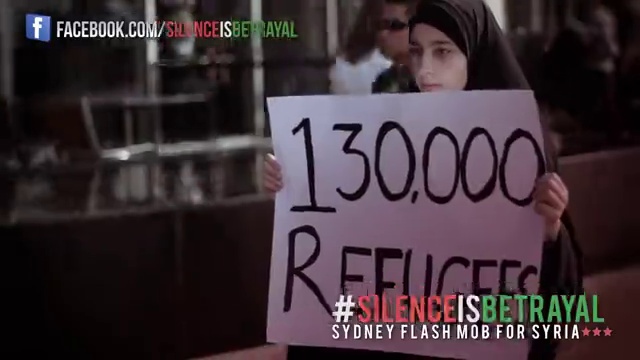 FACEBOOK.COM/SILENCEISBETRAYAL
130,000
REFUGEES
#SILENCEISBETRAYAL
SYDNEY FLASH MOB FOR SYRIA